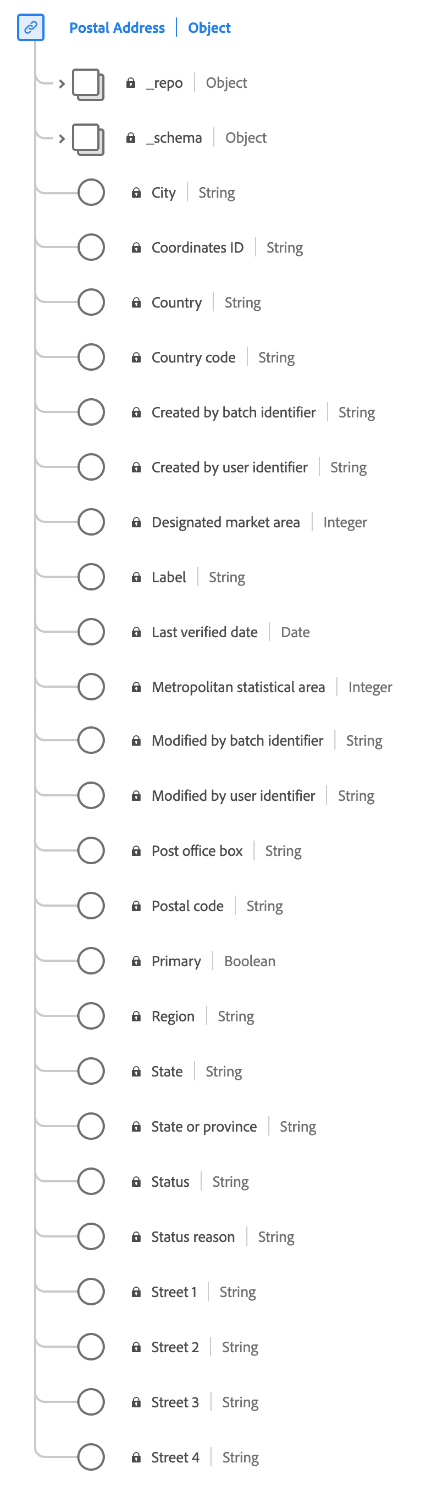 Postal Address | Object
_repo | Object
_schema | Object
City | String
Coordinates ID | String
Country | String
Country code | String
Created by batch identifier | String
Created by user identifier | String
Designated market area | Integer
Label | String
Last verified date | Date
Metropolitan statistical area | Integer
Modified by batch identifier | String
Modified by user identifier | String
Post office box | String
Postal code | String
Primary | Boolean
Region | String
State | String
State or province | String
Status | String
Status reason | String
Street 1 | String
Street 2 | String
Street 3 | String
Street 4 | String